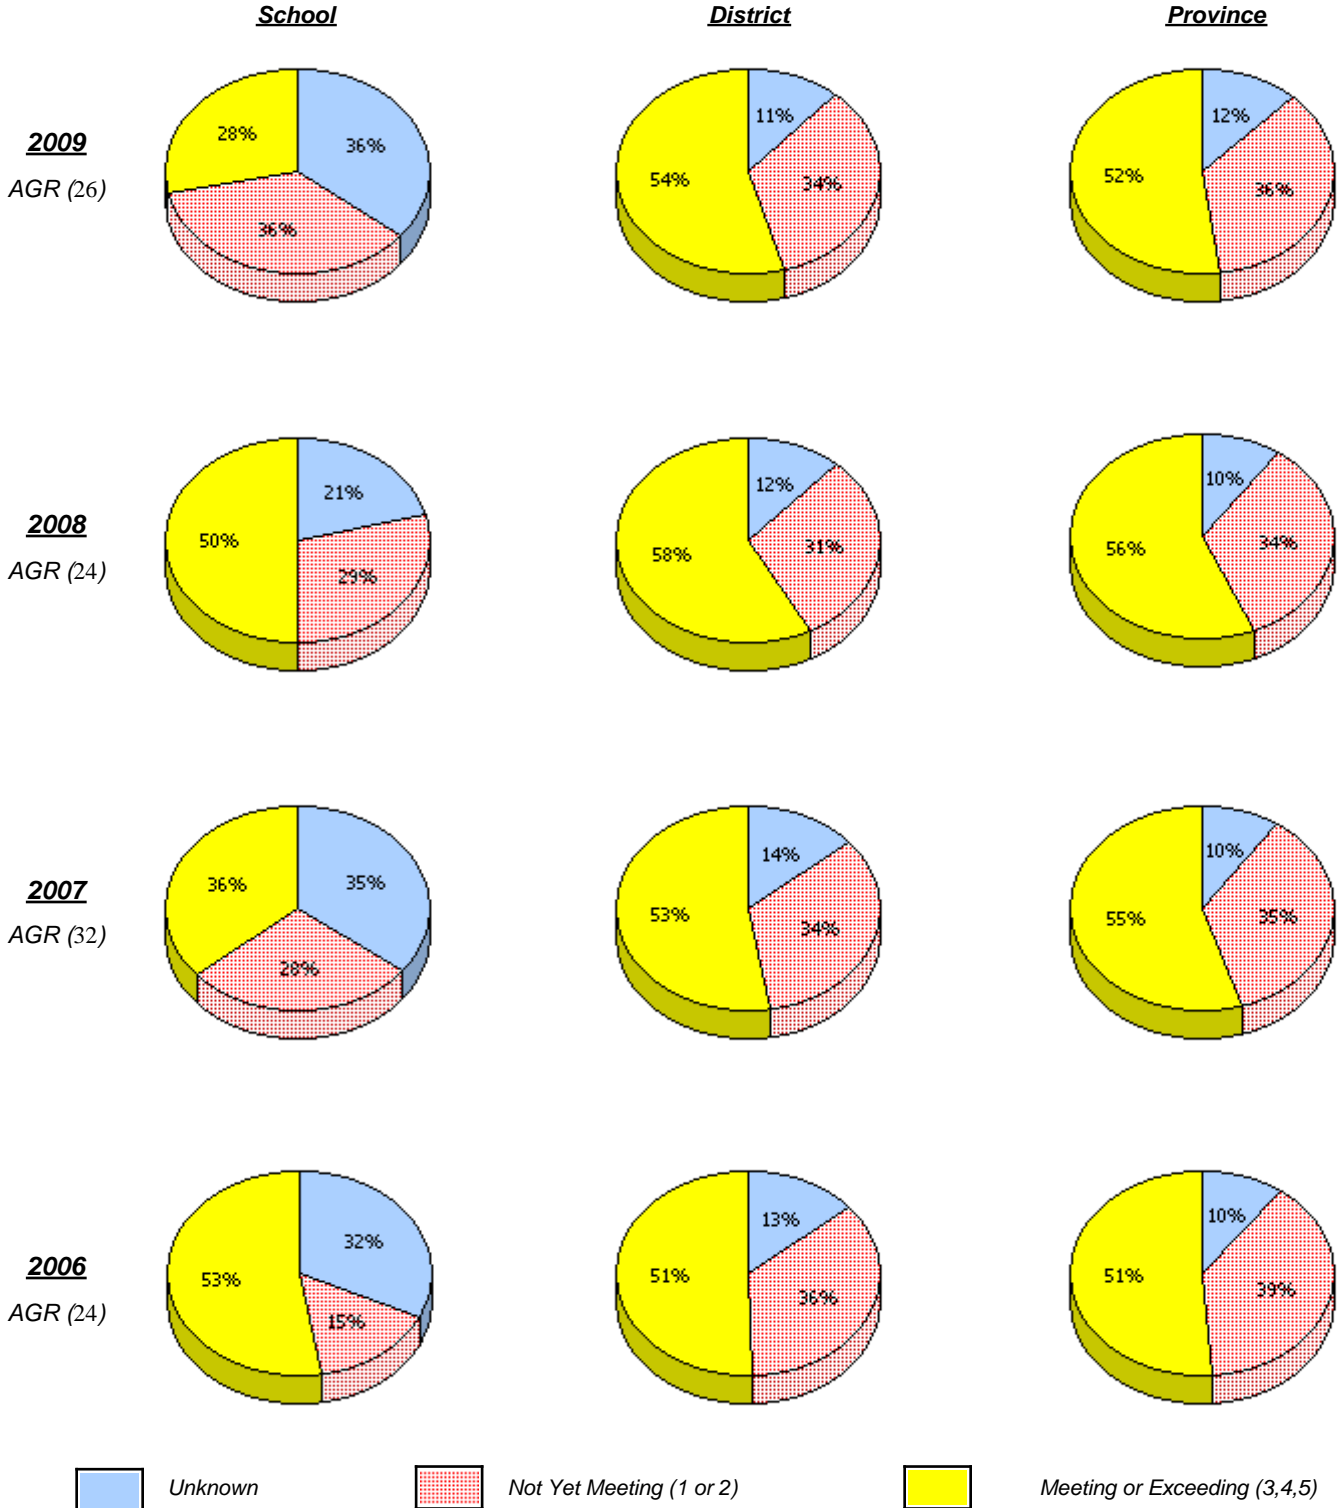 School District Province
2009
AGR (26)
28% 36% 36%
11% 54% 34%
12% 52% 36%
2008
AGR (24)
21% 50% 29%
12% 58% 31%
10% 56% 34%
2007
AGR (32)
36% 35% 28%
14% 53% 34%
10% 55% 35%
2006
AGR (24)
32% 53% 15%
13% 51% 36%
10% 51% 39%
Unknown Not Yet Meeting (1 or 2) Meeting or Exceeding (3,4,5)